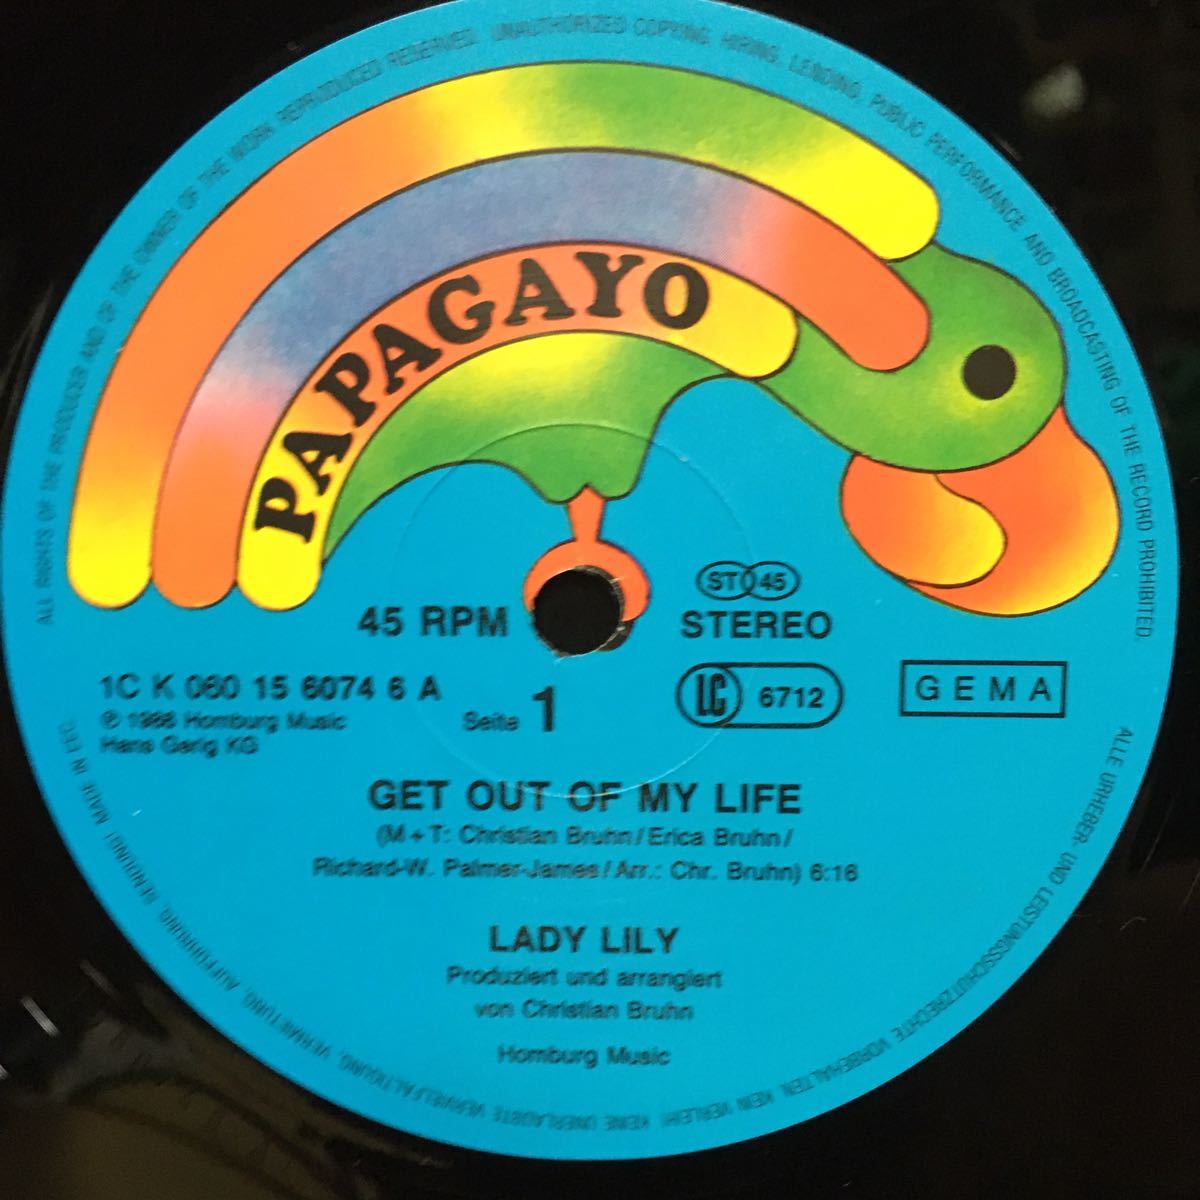 ALL RIGHTS OF THE PRODUCER AND OF THE OWNER OF THE WORK REPRODUCED RESERVED. UNAUTHORIZED COPYING, HIRING, LENDING, PUBLIC PERFORMANCE AND BROADCASTING OF THE RECORD PROHIBITED.
PAPAGAYO
45 RPM
ST 45
STEREO
1C K 060 15 6074 6 A
℗ 1986 Homburg Music
Hans Gerig KG
Seite 1
LC 6712
GEMA
GET OUT OF MY LIFE
(M+T: Christian Bruhn/Erica Bruhn/
Richard-W. Palmer-James/Arr.: Chr. Bruhn) 6:16
LADY LILY
Produziert und arrangiert
von Christian Bruhn
Homburg Music
ALLE URHEBER- UND LEISTUNGSSCHUTZRECHTE VORBEHALTEN. KEIN VERLEIH! KEINE UNERLAUBTE VERVIELFÄLTIGUNG, VERMIETUNG, AUFFÜHRUNG, SENDUNG! MADE IN EEC